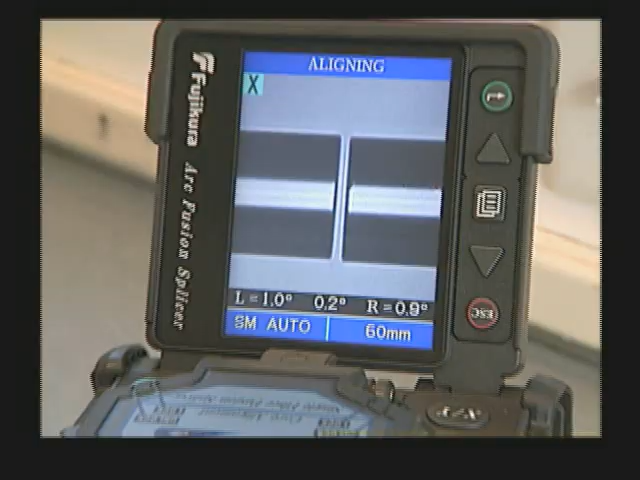 ALIGNING
X
Fujikura Arc Fusion Splicer
L=1.0° 0.2° R=0.9°
SM AUTO 60mm
ESC